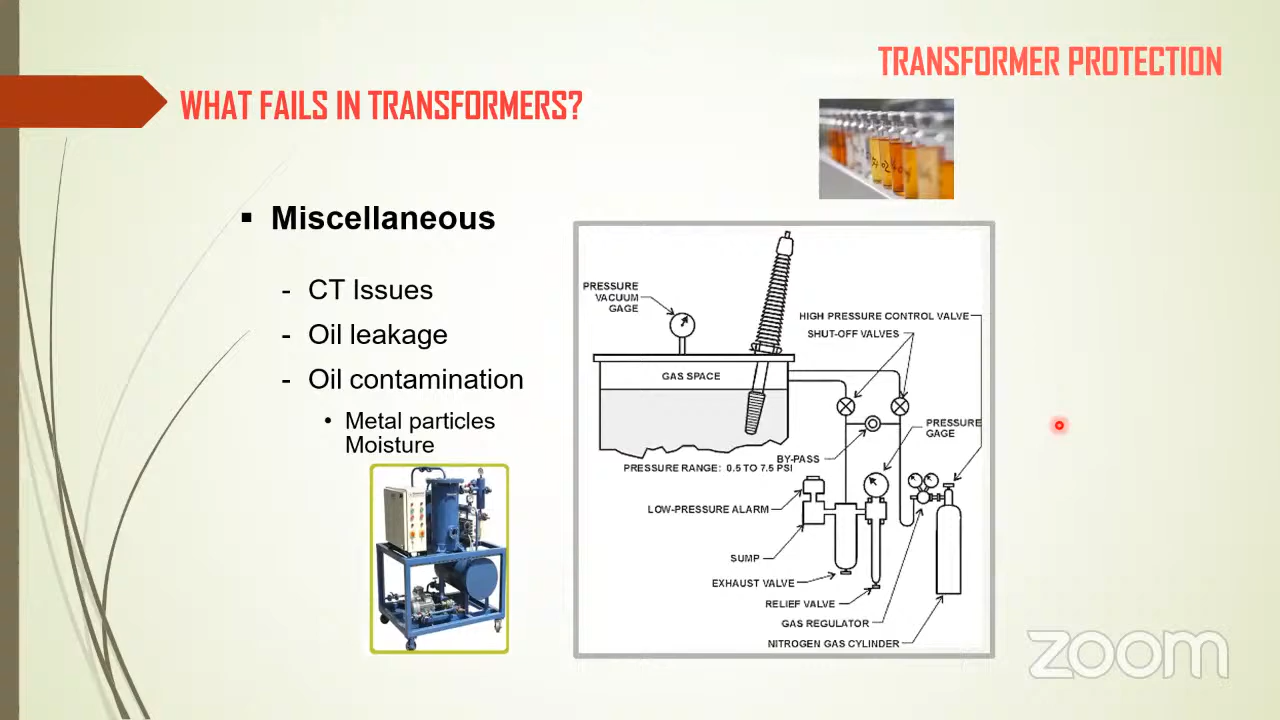 TRANSFORMER PROTECTION
WHAT FAILS IN TRANSFORMERS?
▪ Miscellaneous
- CT Issues
- Oil leakage
- Oil contamination
• Metal particles
Moisture
PRESSURE
VACUUM
GAGE
HIGH PRESSURE CONTROL VALVE
SHUT-OFF VALVES
GAS SPACE
PRESSURE
GAGE
BY-PASS
PRESSURE RANGE: 0.5 TO 7.5 PSI
LOW-PRESSURE ALARM
SUMP
EXHAUST VALVE
RELIEF VALVE
GAS REGULATOR
NITROGEN GAS CYLINDER
zoom